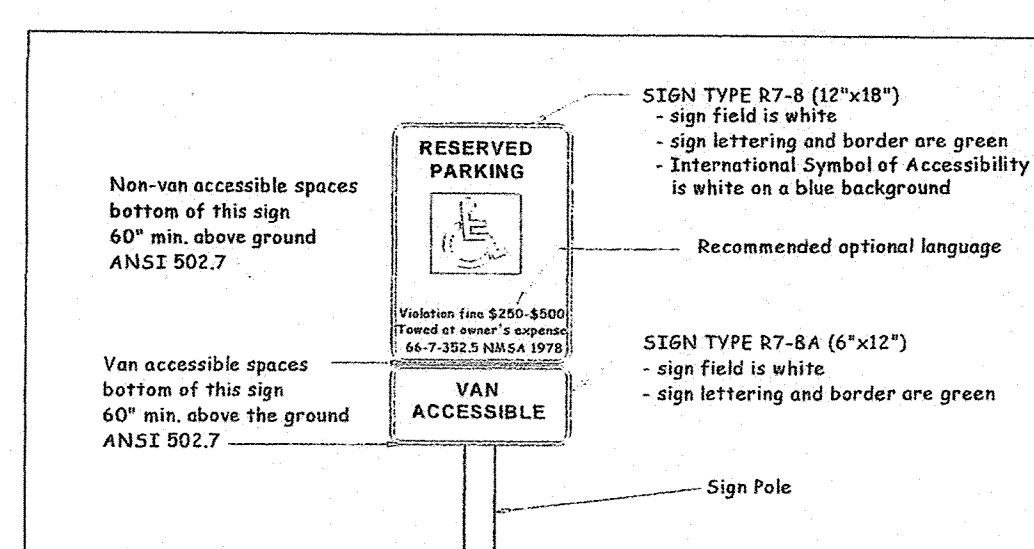 SIGN TYPE R7-8 (12"x18")
- sign field is white
- sign lettering and border are green
- International Symbol of Accessibility
is white on a blue background
RESERVED
PARKING
Non-van accessible spaces
bottom of this sign
60" min. above ground
ANSI 502.7
Recommended optional language
Violation fine $250-$500
Towed at owner's expense
66-7-352.5 NMSA 1978
Van accessible spaces
bottom of this sign
60" min. above the ground
ANSI 502.7
SIGN TYPE R7-8A (6"x12")
- sign field is white
- sign lettering and border are green
VAN
ACCESSIBLE
Sign Pole